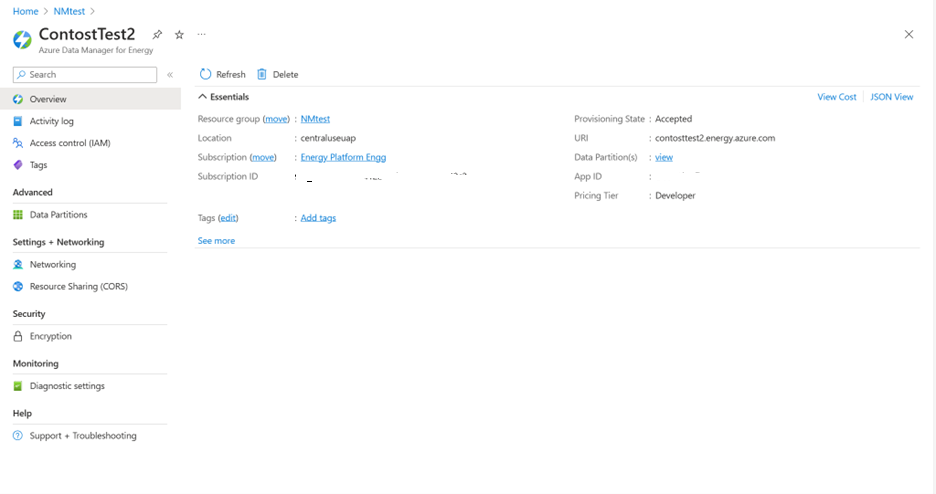 Home > NMtest >
ContostTest2
Azure Data Manager for Energy
Search
Refresh Delete
Overview
Activity log
Access control (IAM)
Tags
Advanced
Data Partitions
Settings + Networking
Networking
Resource Sharing (CORS)
Security
Encryption
Monitoring
Diagnostic settings
Help
Support + Troubleshooting
Essentials
View Cost | JSON View
Resource group (move) : NMtest
Location : centraluseuap
Subscription (move) : Energy Platform Engg
Subscription ID :
Tags (edit) : Add tags
See more
Provisioning State : Accepted
URI : contosttest2.energy.azure.com
Data Partition(s) : view
App ID :
Pricing Tier : Developer